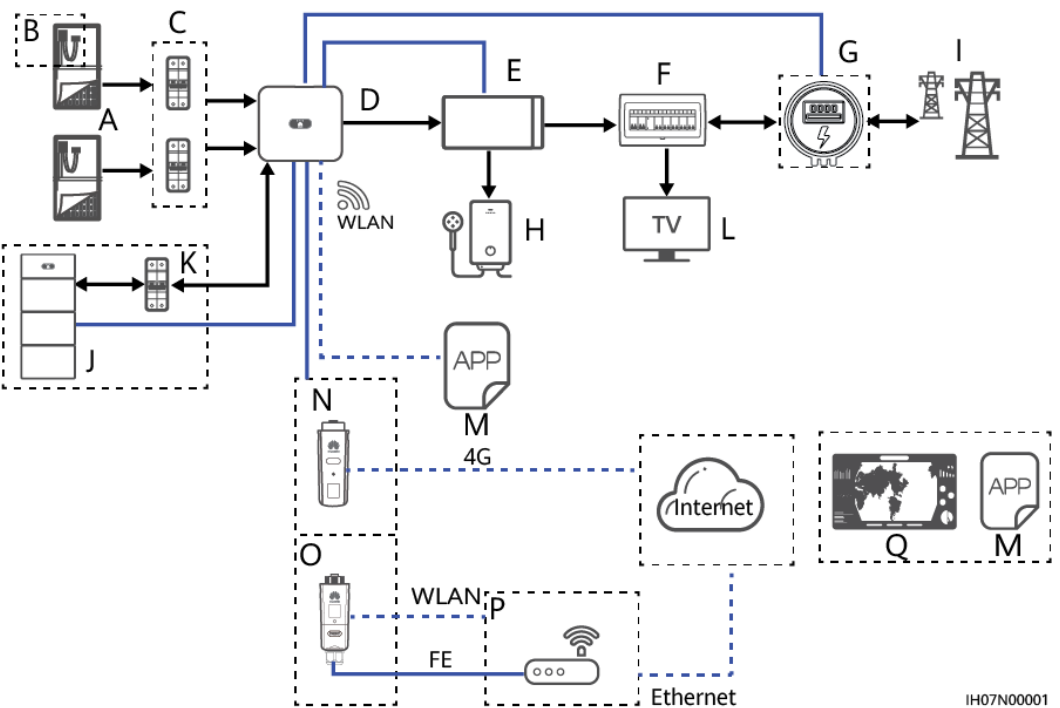 B
C
A
D
E
F
G
I
WLAN
H
TV
L
K
J
APP
M
N
4G
Internet
APP
Q
M
O
WLAN
P
FE
Ethernet
IH07N00001